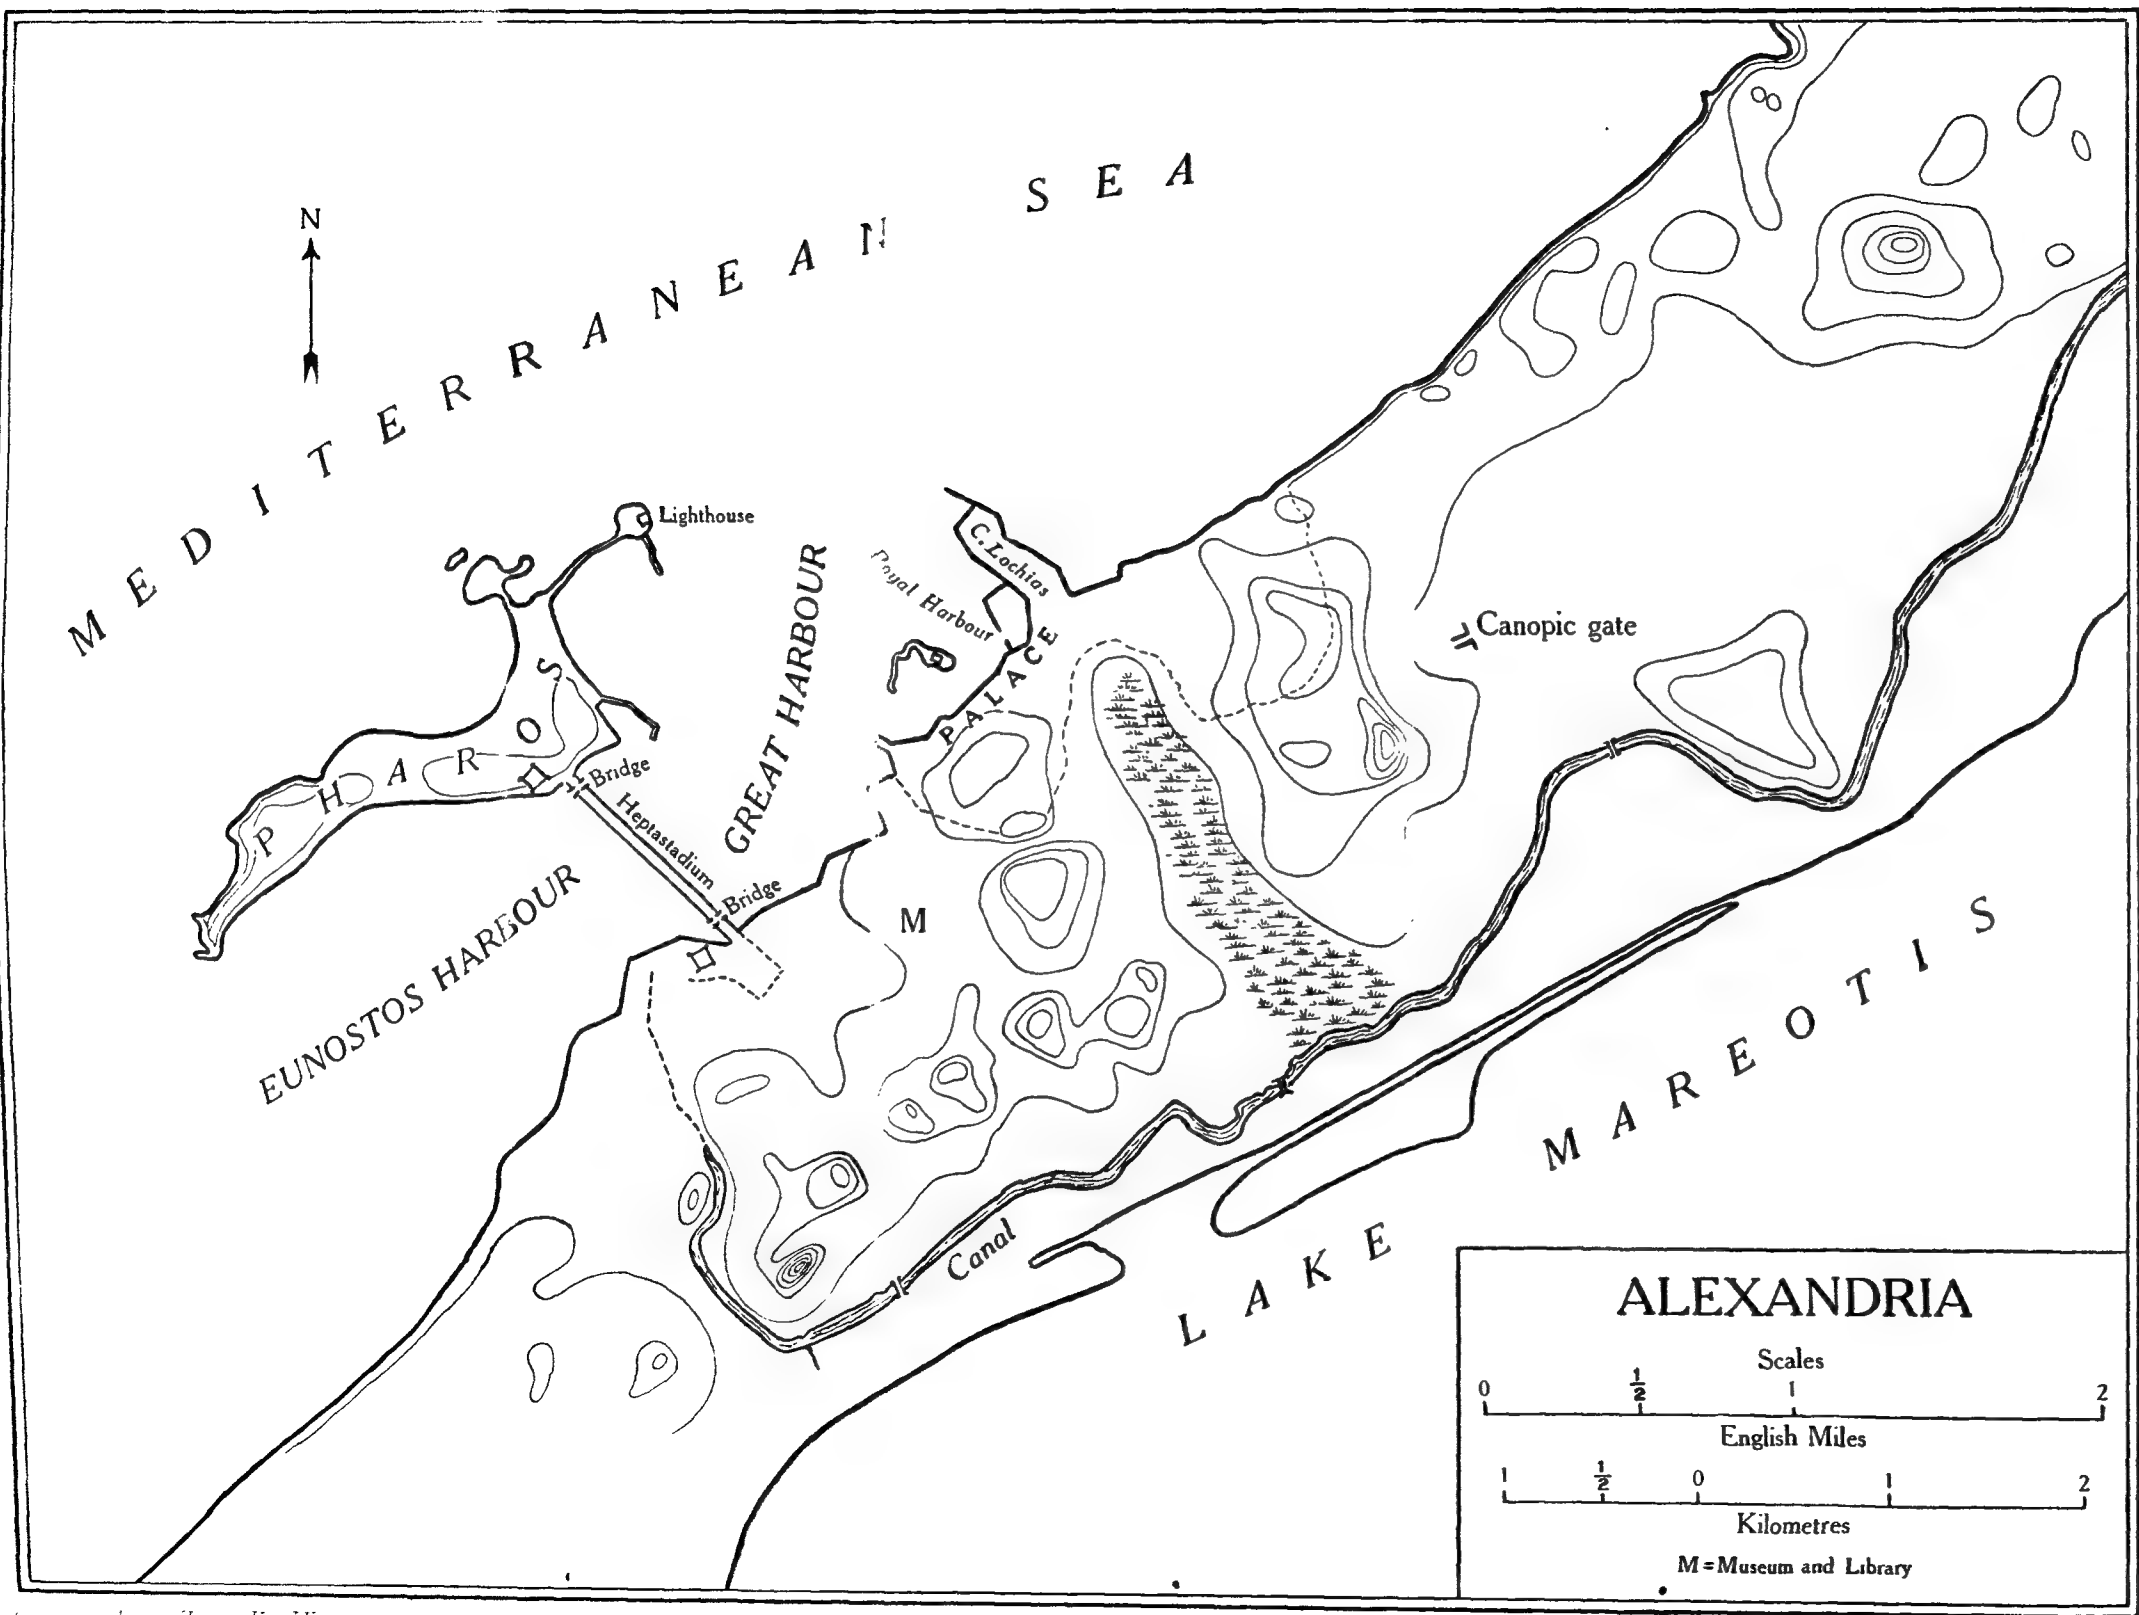 N
MEDITERRANEAN SEA
Lighthouse
C. Lochias
Royal Harbour
PALACE
GREAT HARBOUR
Canopic gate
PHAROS
Bridge
Heptastadium
Bridge
EUNOSTOS HARBOUR
M
Canal
LAKE MAREOTIS
ALEXANDRIA
Scales
0 1/2 1 2
English Miles
1 1/2 0 1 2
Kilometres
M=Museum and Library